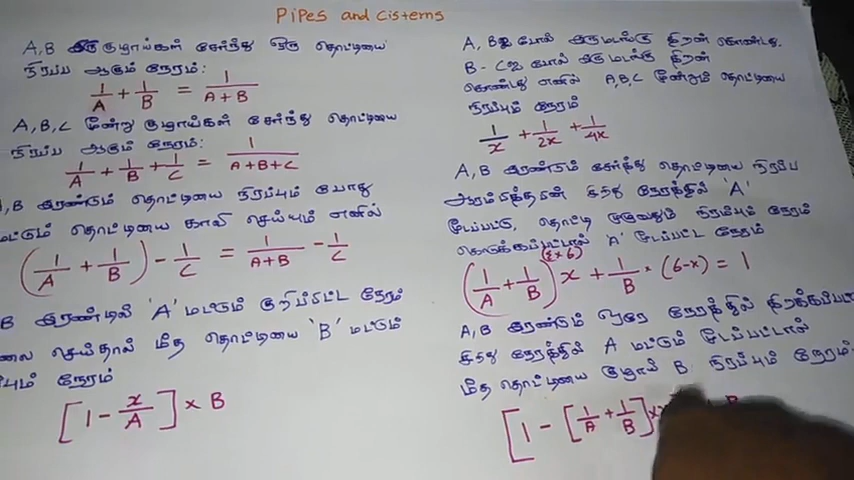 PiPes and Cisterns
A, B இரு குழாய்கள் சேர்ந்து ஒரு தொட்டியை
நிரப்ப ஆகும் நேரம்:
1/A + 1/B = 1/(A+B)
A, B, C மூன்று குழாய்கள் சேர்ந்து தொட்டியை
நிரப்ப ஆகும் நேரம்:
1/A + 1/B + 1/C = 1/(A+B+C)
,B இரண்டும் தொட்டியை நிரப்பும் போது
மட்டும் தொட்டியை காலி செய்யும் எனில்
(1/A + 1/B) - 1/C = 1/(A+B) - 1/C
B இரண்டில் 'A' மட்டும் குறிப்பிட்ட நேரம்
லை செய்தால் மீத தொட்டியை 'B' மட்டும்
பும் நேரம்
[1 - x/A] × B
A, Bஐ போல் இருமடங்கு திறன் கொண்டது.
B - Cஐ போல் இருமடங்கு திறன்
கொண்டது எனில் A,B,C மூன்றும் தொட்டியை
நிரப்பும் நேரம்
1/x + 1/2x + 1/4x
A, B இரண்டும் சேர்ந்து தொட்டியை நிரப்ப
ஆரம்பித்தபின் சிறிது நேரத்தில் 'A'
மூடப்பட்டு, தொட்டி முழுவதும் நிரம்பும் நேரம்
கொடுக்கப்பட்டால் 'A' மூடப்பட்ட நேரம்
(1/A + 1/B) x + 1/B × (6-x) = 1
A, B இரண்டும் ஒரே நேரத்தில் திறக்கப்பட்டு
சிறிது நேரத்தில் A மட்டும் மூடப்பட்டால்
மீத தொட்டியை குழாய் B நிரப்பும் நேரம்.
[1 - [1/A + 1/B] ×